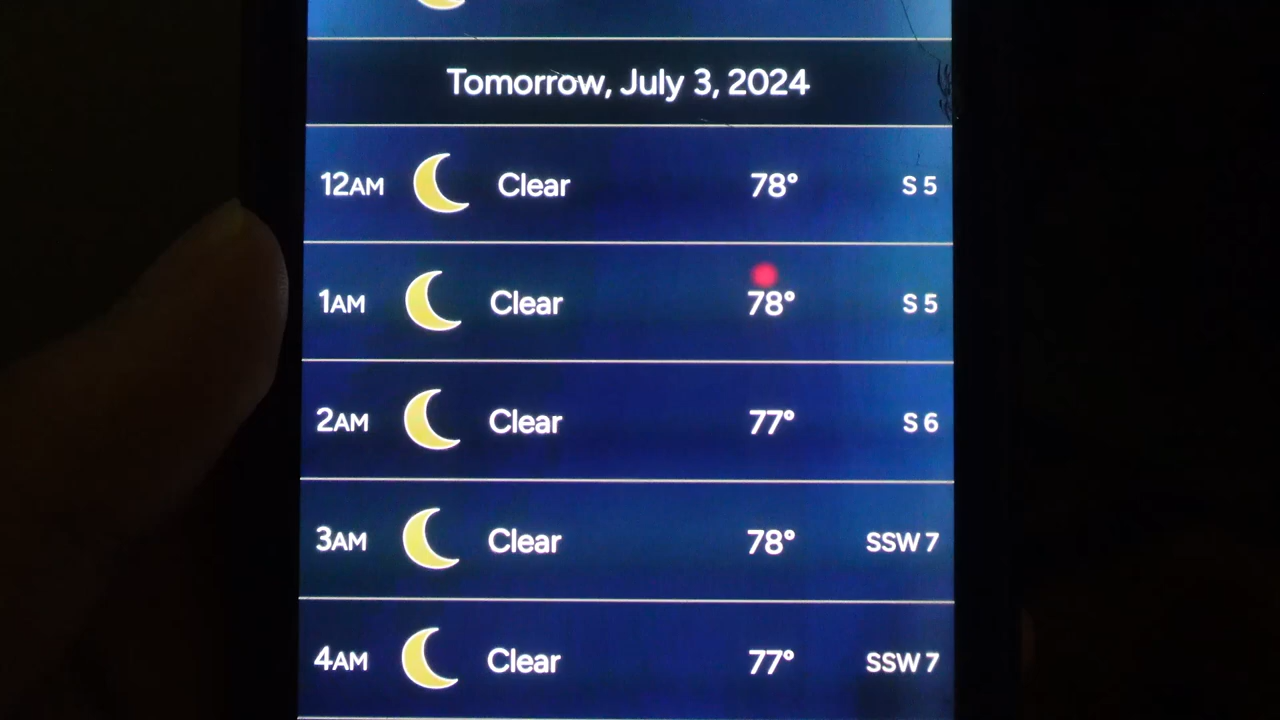 Tomorrow, July 3, 2024
12AM Clear 78° S 5
1AM Clear 78° S 5
2AM Clear 77° S 6
3AM Clear 78° SSW 7
4AM Clear 77° SSW 7